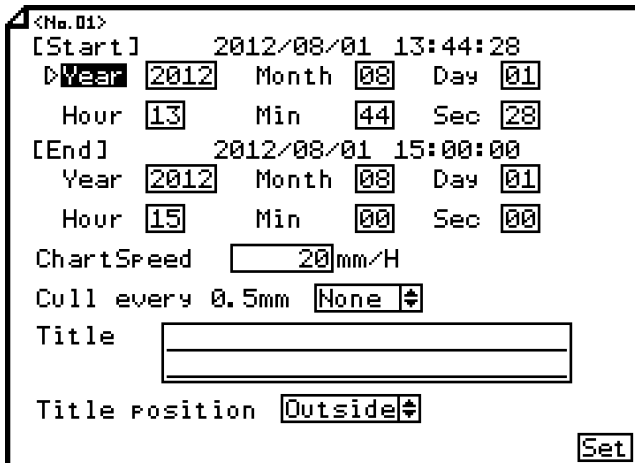 <No.01>
[Start] 2012/08/01 13:44:28
Year 2012 Month 08 Day 01
Hour 13 Min 44 Sec 28
[End] 2012/08/01 15:00:00
Year 2012 Month 08 Day 01
Hour 15 Min 00 Sec 00
ChartSpeed 20mm/H
Cull every 0.5mm None
Title
Title position Outside
Set